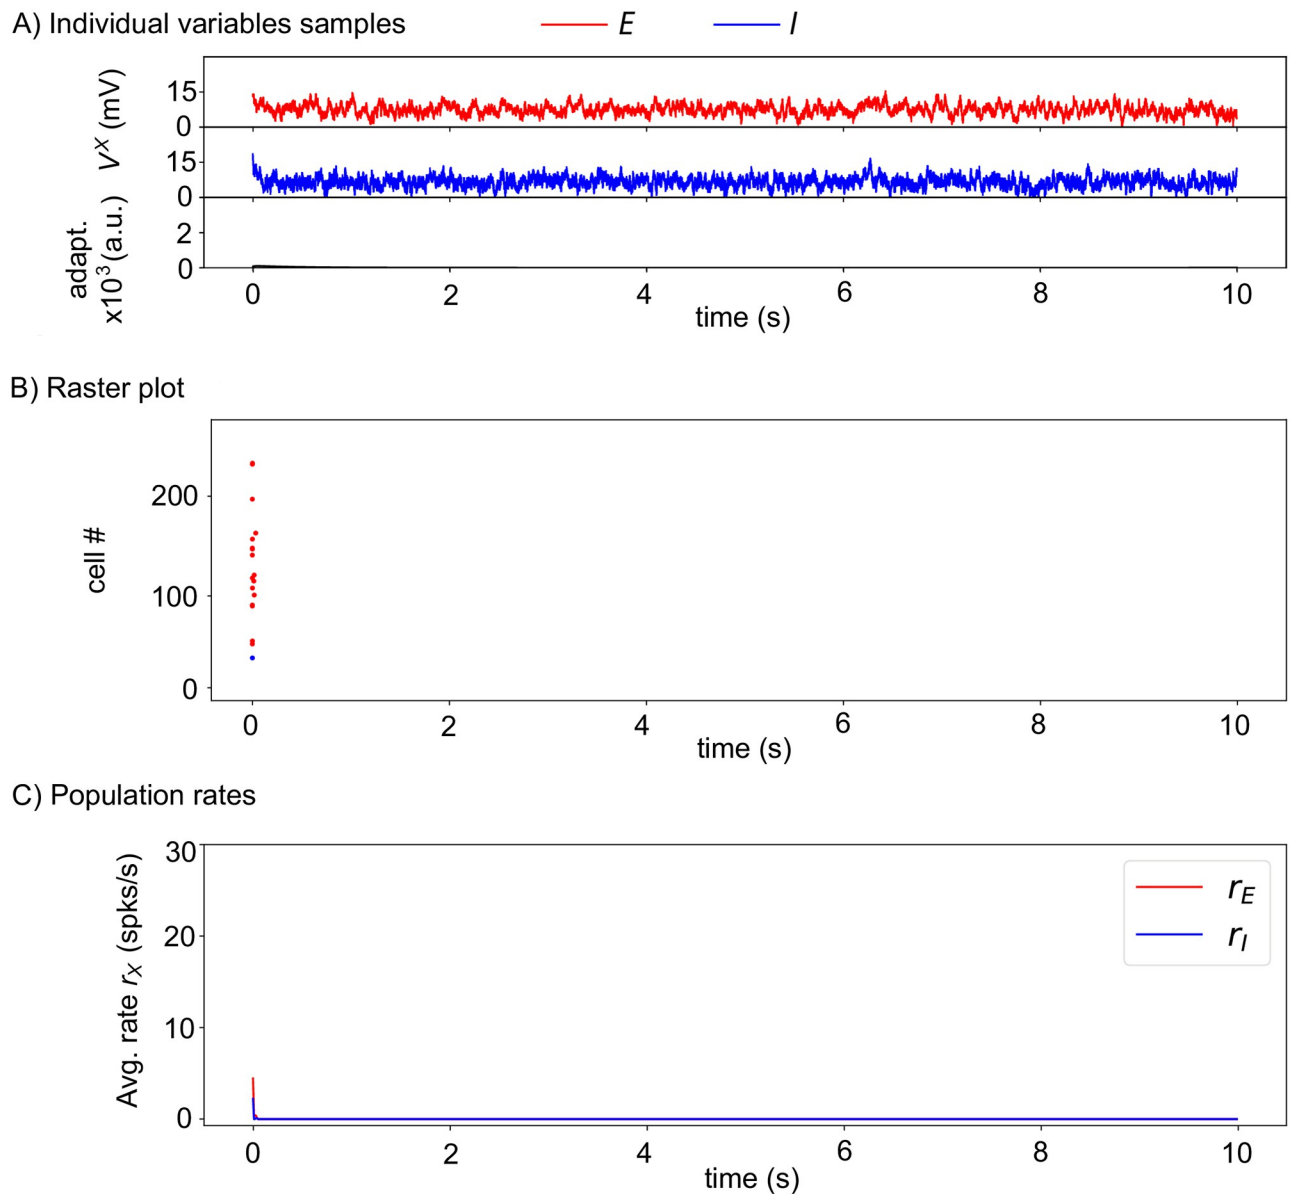 A) Individual variables samples E I
V^X (mV)
15
0
15
0
adapt.
x10^3 (a.u.)
2
0
0 2 4 6 8 10
time (s)
B) Raster plot
cell #
200
100
0
0 2 4 6 8 10
time (s)
C) Population rates
Avg. rate r_X (spks/s)
30
20
10
0
r_E
r_I
0 2 4 6 8 10
time (s)